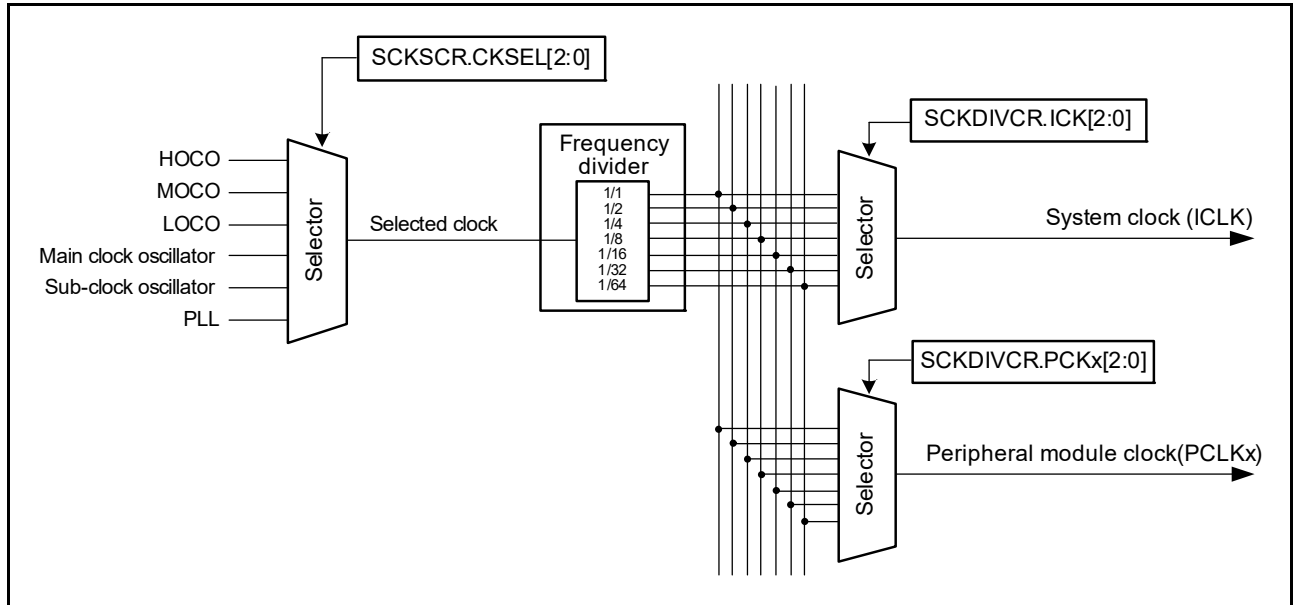 SCKSCR.CKSEL[2:0]
HOCO
MOCO
LOCO
Main clock oscillator
Sub-clock oscillator
PLL
Selector
Selected clock
Frequency
divider
1/1
1/2
1/4
1/8
1/16
1/32
1/64
SCKDIVCR.ICK[2:0]
Selector
System clock (ICLK)
SCKDIVCR.PCKx[2:0]
Selector
Peripheral module clock(PCLKx)